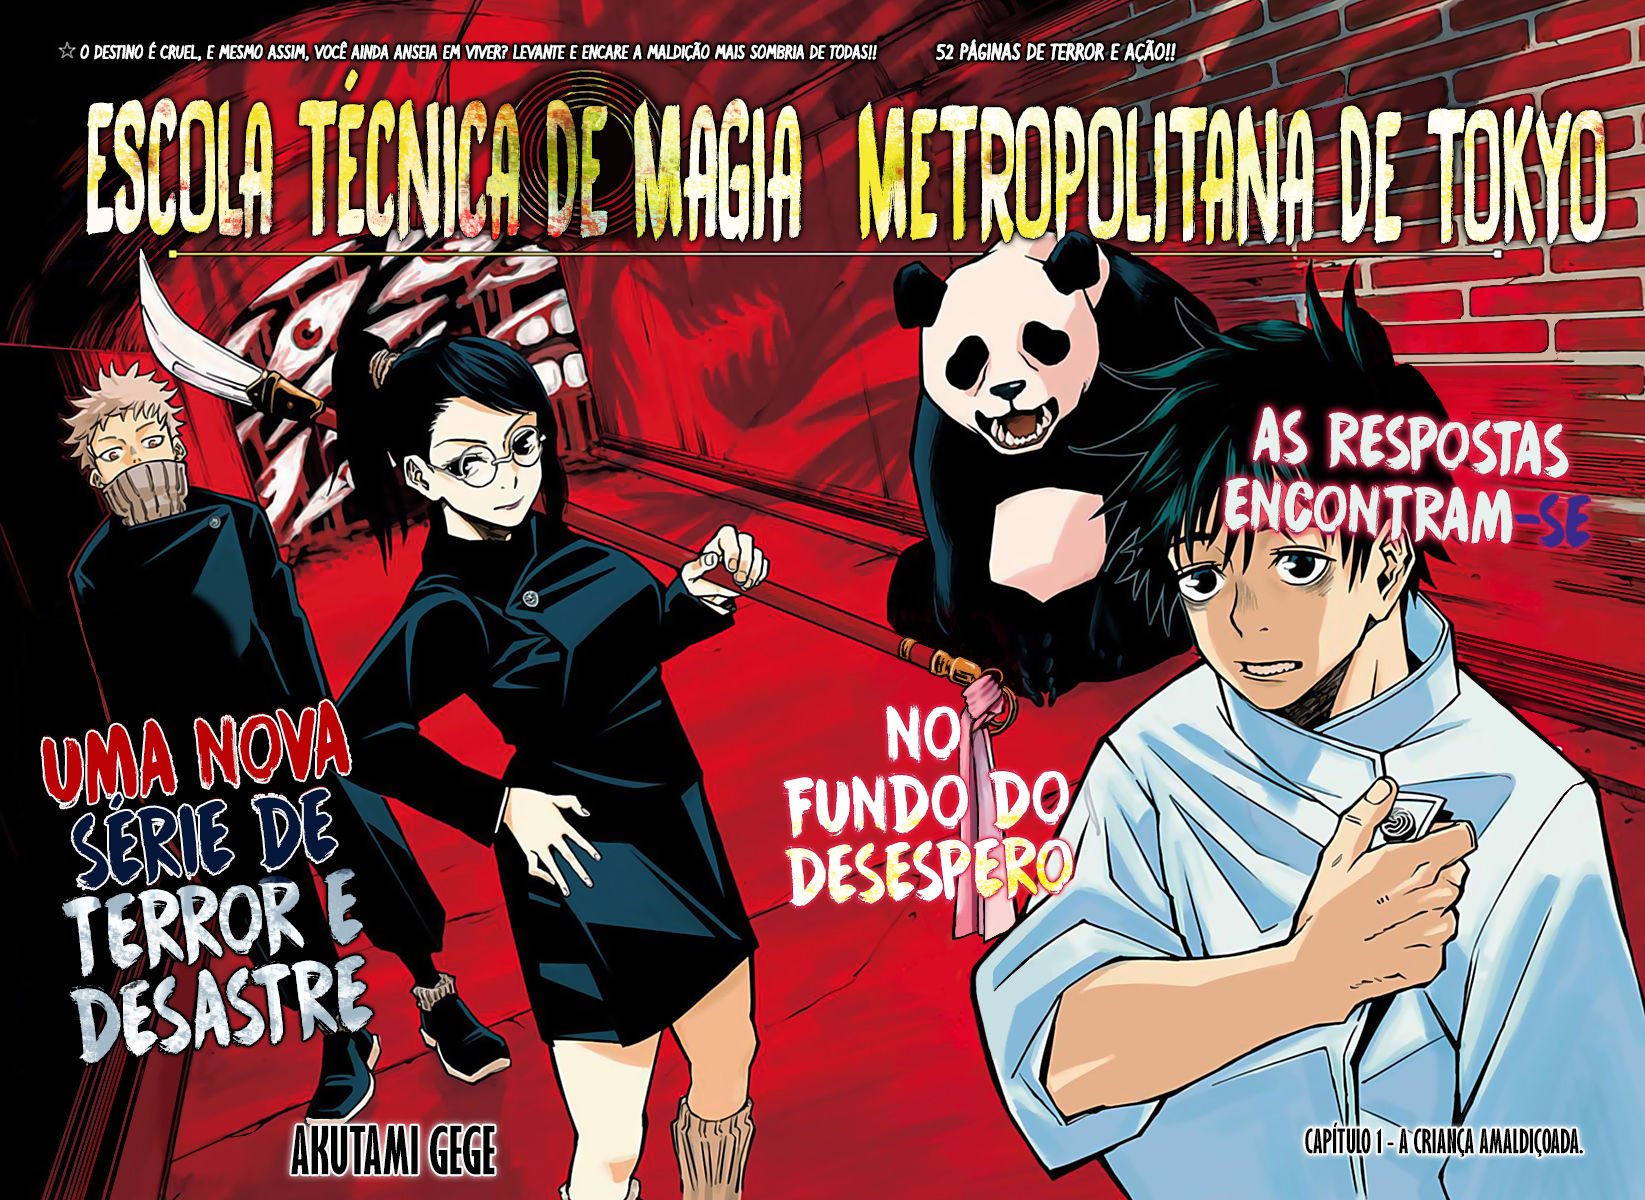 ☆ O DESTINO É CRUEL, E MESMO ASSIM, VOCÊ AINDA ANSEIA EM VIVER? LEVANTE E ENCARE A MALDIÇÃO MAIS SOMBRIA DE TODAS!! 52 PÁGINAS DE TERROR E AÇÃO!!
ESCOLA TÉCNICA DE MAGIA METROPOLITANA DE TOKYO
AS RESPOSTAS
ENCONTRAM-SE
NO
FUNDO DO
DESESPERO
UMA NOVA
SÉRIE DE
TERROR E
DESASTRE
AKUTAMI GEGE
CAPÍTULO 1 - A CRIANÇA AMALDIÇOADA.